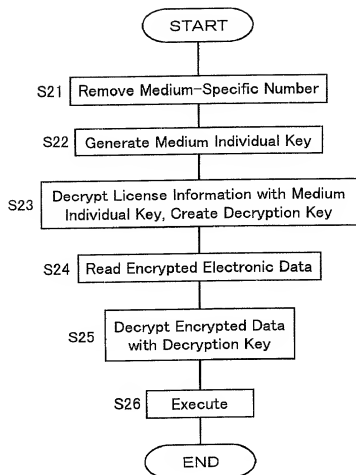 START
S21 Remove Medium-Specific Number
S22 Generate Medium Individual Key
S23 Decrypt License Information with Medium
Individual Key, Create Decryption Key
S24 Read Encrypted Electronic Data
S25 Decrypt Encrypted Data
with Decryption Key
S26 Execute
END